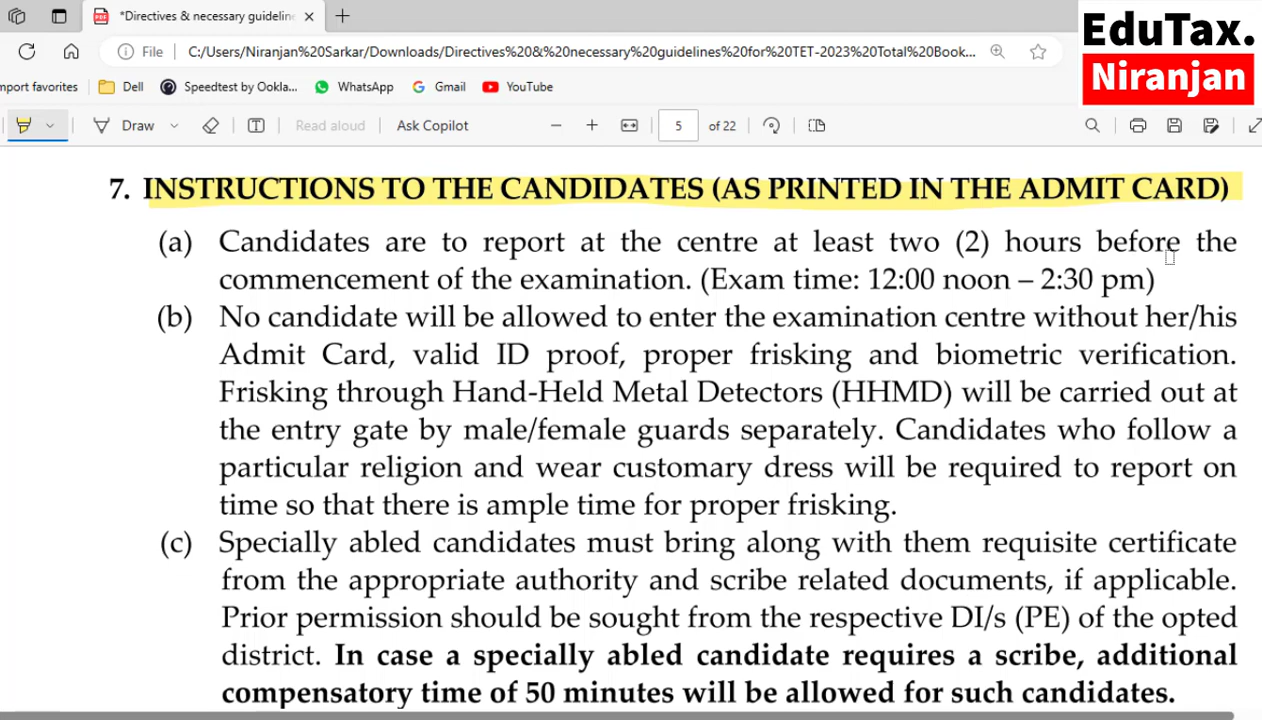 *Directives & necessary guidelin
EduTax.
Niranjan
File
C:/Users/Niranjan%20Sarkar/Downloads/Directives%20&%20necessary%20guidelines%20for%20TET-2023%20Total%20Book...
mport favorites
Dell
Speedtest by Ookla...
WhatsApp
Gmail
YouTube
Draw
Read aloud
Ask Copilot
5
of 22
7. INSTRUCTIONS TO THE CANDIDATES (AS PRINTED IN THE ADMIT CARD)
(a) Candidates are to report at the centre at least two (2) hours before the
commencement of the examination. (Exam time: 12:00 noon – 2:30 pm)
(b) No candidate will be allowed to enter the examination centre without her/his
Admit Card, valid ID proof, proper frisking and biometric verification.
Frisking through Hand-Held Metal Detectors (HHMD) will be carried out at
the entry gate by male/female guards separately. Candidates who follow a
particular religion and wear customary dress will be required to report on
time so that there is ample time for proper frisking.
(c) Specially abled candidates must bring along with them requisite certificate
from the appropriate authority and scribe related documents, if applicable.
Prior permission should be sought from the respective DI/s (PE) of the opted
district. In case a specially abled candidate requires a scribe, additional
compensatory time of 50 minutes will be allowed for such candidates.